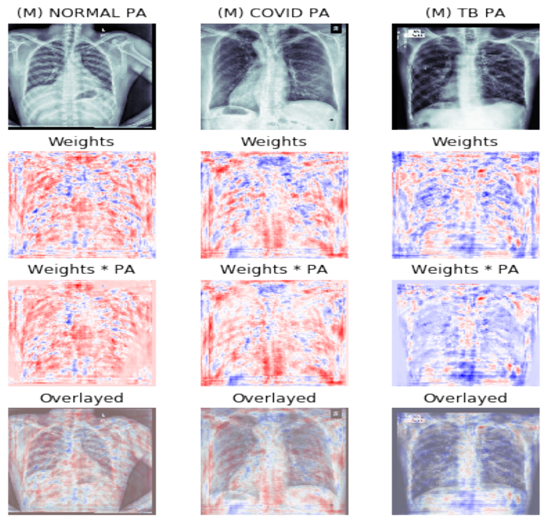 (M) NORMAL PA (M) COVID PA (M) TB PA
Weights Weights Weights
Weights * PA Weights * PA Weights * PA
Overlayed Overlayed Overlayed